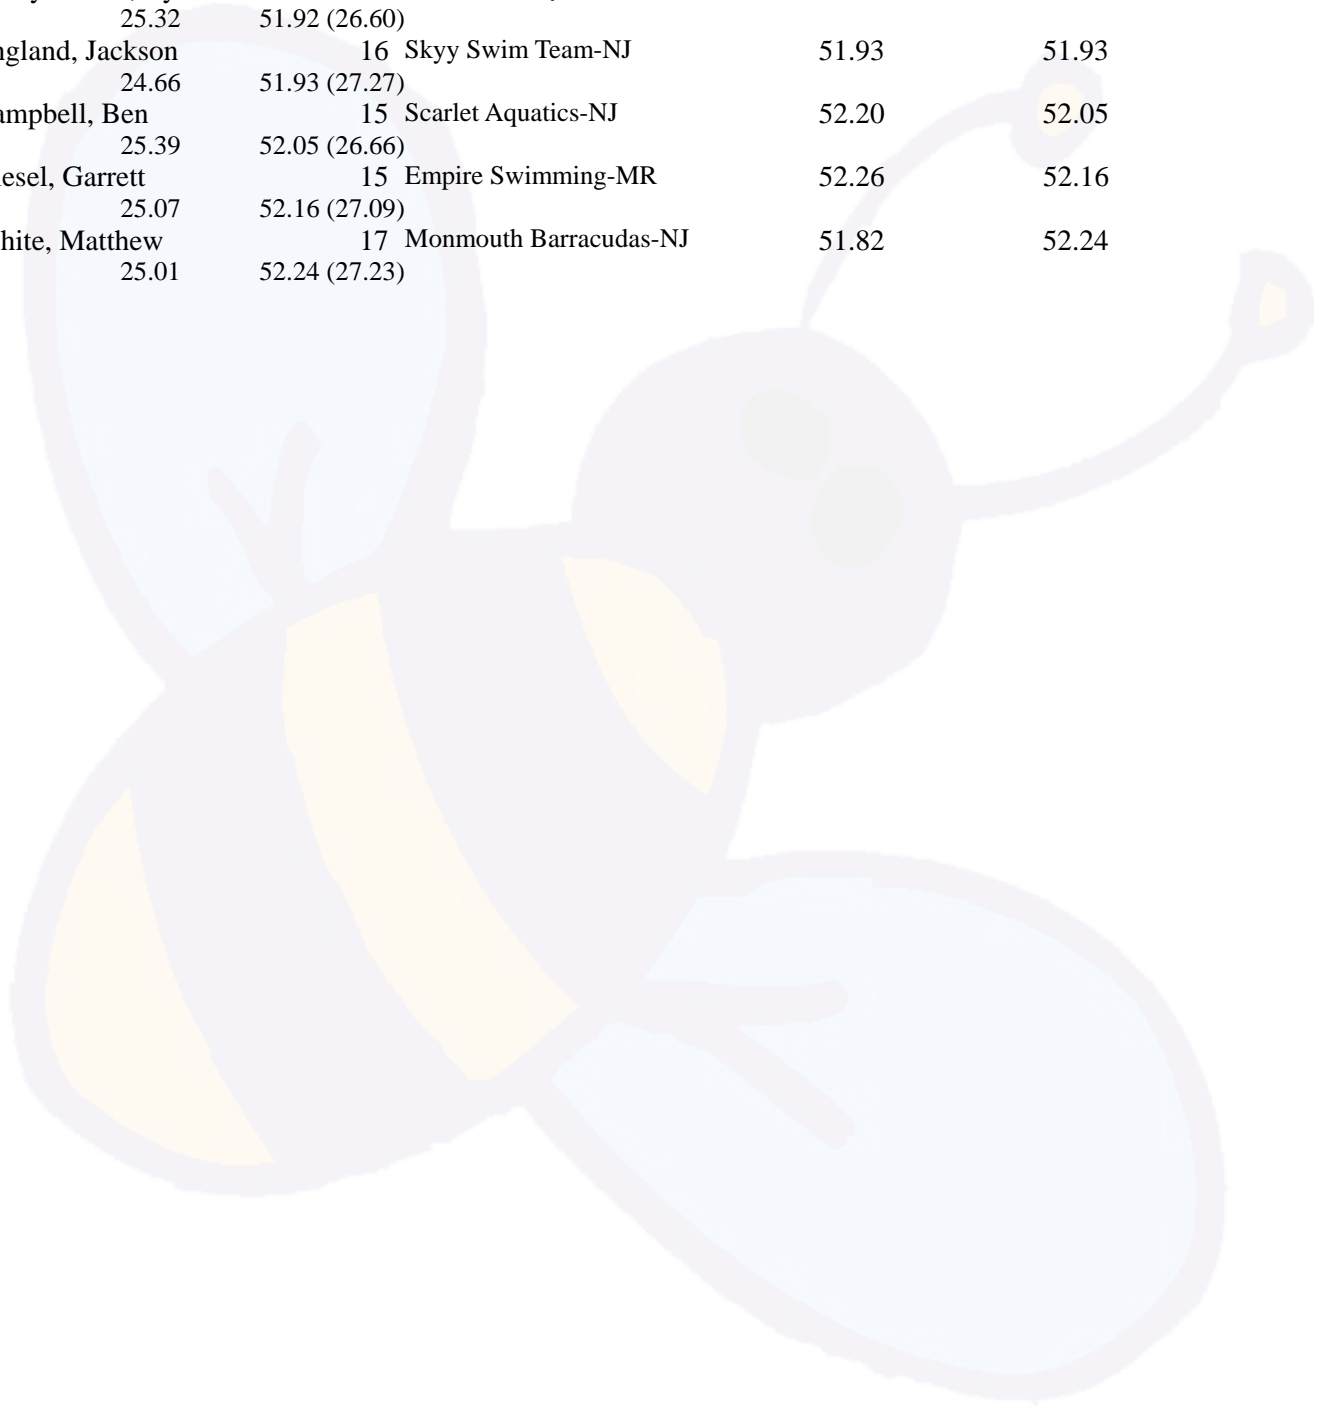 25.32 51.92 (26.60)
ngland, Jackson 16 Skyy Swim Team-NJ 51.93 51.93
24.66 51.93 (27.27)
ampbell, Ben 15 Scarlet Aquatics-NJ 52.20 52.05
25.39 52.05 (26.66)
esel, Garrett 15 Empire Swimming-MR 52.26 52.16
25.07 52.16 (27.09)
hite, Matthew 17 Monmouth Barracudas-NJ 51.82 52.24
25.01 52.24 (27.23)